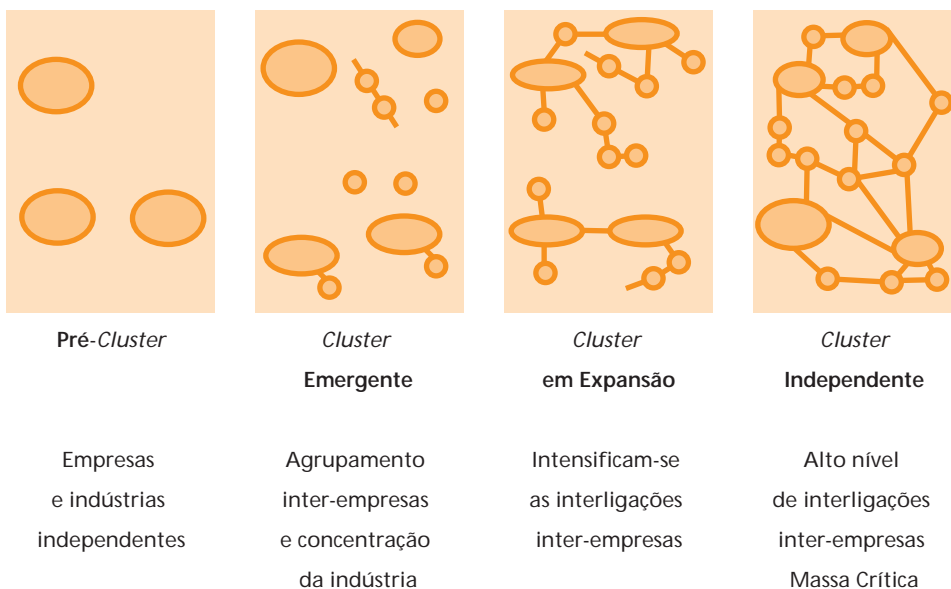 Pré-Cluster
Empresas
e indústrias
independentes
Cluster
Emergente
Agrupamento
inter-empresas
e concentração
da indústria
Cluster
em Expansão
Intensificam-se
as interligações
inter-empresas
Cluster
Independente
Alto nível
de interligações
inter-empresas
Massa Crítica